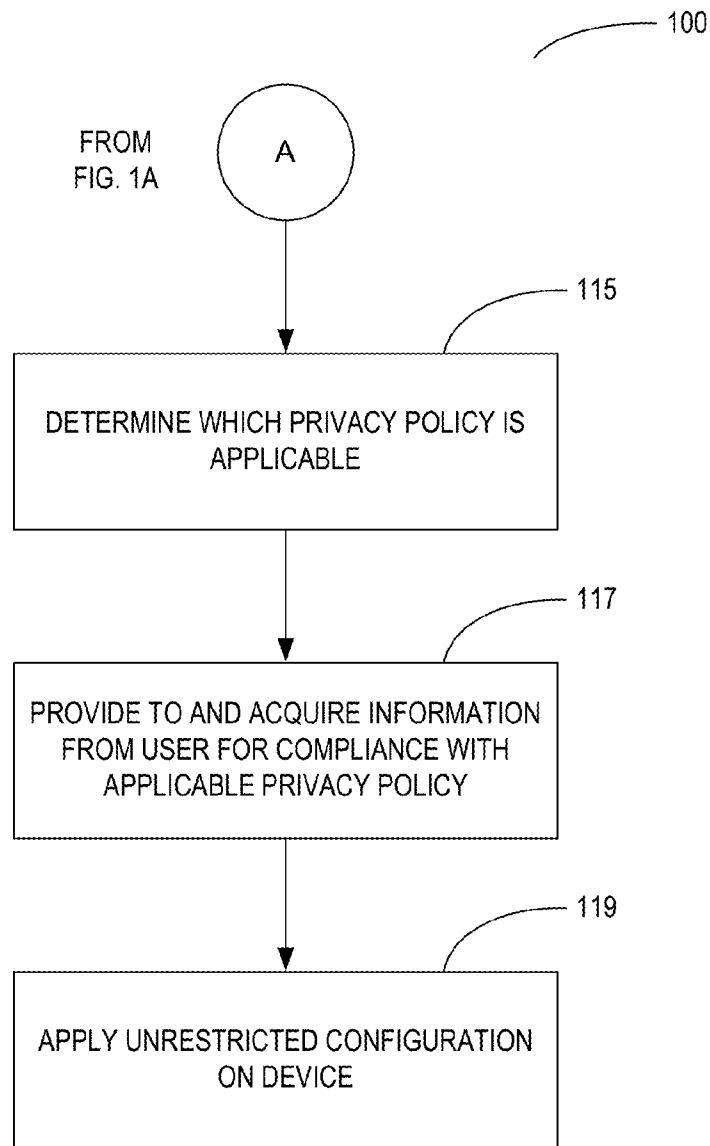 100
FROM
FIG. 1A
A
115
DETERMINE WHICH PRIVACY POLICY IS
APPLICABLE
117
PROVIDE TO AND ACQUIRE INFORMATION
FROM USER FOR COMPLIANCE WITH
APPLICABLE PRIVACY POLICY
119
APPLY UNRESTRICTED CONFIGURATION
ON DEVICE